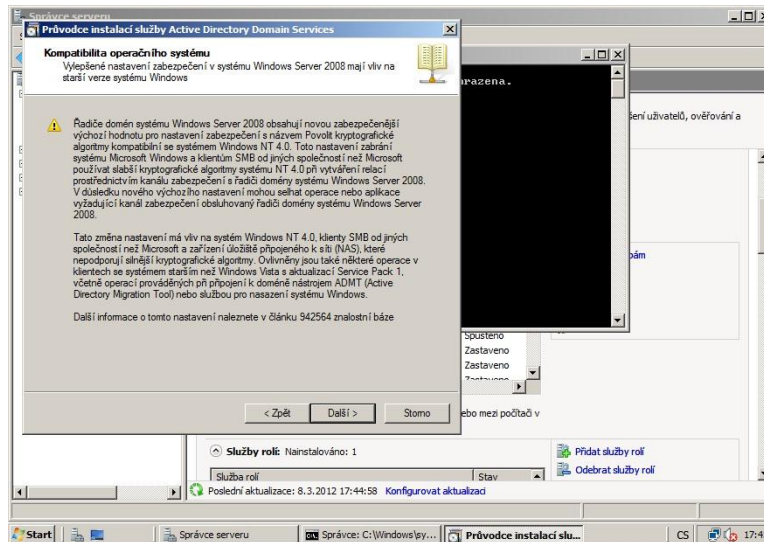 Správce serveru
Průvodce instalací služby Active Directory Domain Services
Kompatibilita operačního systému
Vylepšené nastavení zabezpečení v systému Windows Server 2008 mají vliv na
starší verze systému Windows
Řadiče domén systému Windows Server 2008 obsahují novou zabezpečenější
výchozí hodnotu pro nastavení zabezpečení s názvem Povolit kryptografické
algoritmy kompatibilní se systémem Windows NT 4.0. Toto nastavení zabrání
systému Microsoft Windows a klientům SMB od jiných společností než Microsoft
používat slabší kryptografické algoritmy systému NT 4.0 při vytváření relací
prostřednictvím kanálu zabezpečení s řadiči domény systému Windows Server 2008.
V důsledku nového výchozího nastavení mohou selhat operace nebo aplikace
vyžadující kanál zabezpečení obsluhovaný řadiči domény systému Windows Server
2008.
Tato změna nastavení má vliv na systém Windows NT 4.0, klienty SMB od jiných
společností než Microsoft a zařízení úložiště připojeného k síti (NAS), které
nepodporují silnější kryptografické algoritmy. Ovlivněny jsou také některé operace v
klientech se systémem starším než Windows Vista s aktualizací Service Pack 1,
včetně operací prováděných při připojení k doméně nástrojem ADMT (Active
Directory Migration Tool) nebo službou pro nasazení systému Windows.
Další informace o tomto nastavení naleznete v článku 942564 znalostní báze
< Zpět
Další >
Storno
razena.
ení uživatelů, ověřování a
bám
Spuštěno
Zastaveno
Zastaveno
Zastaveno
ebo mezi počítači v
Služby rolí: Nainstalováno: 1
Přidat služby rolí
Služba rolí
Stav
Odebrat služby rolí
Poslední aktualizace: 8.3.2012 17:44:58 Konfigurovat aktualizaci
Start
Správce serveru
Správce: C:\Windows\sy...
Průvodce instalací slu...
CS
17:4